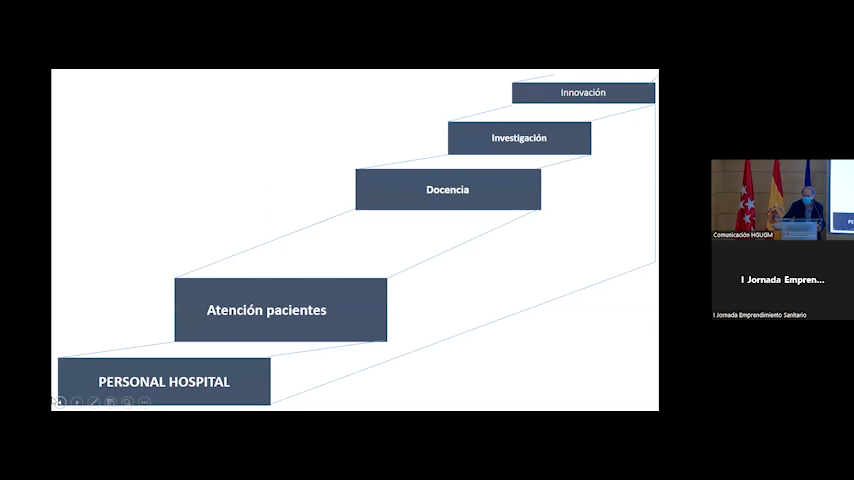 Innovación
Investigación
Docencia
Atención pacientes
PERSONAL HOSPITAL
Comunicación HGUGM
I Jornada Empren...
I Jornada Emprendimiento Sanitario